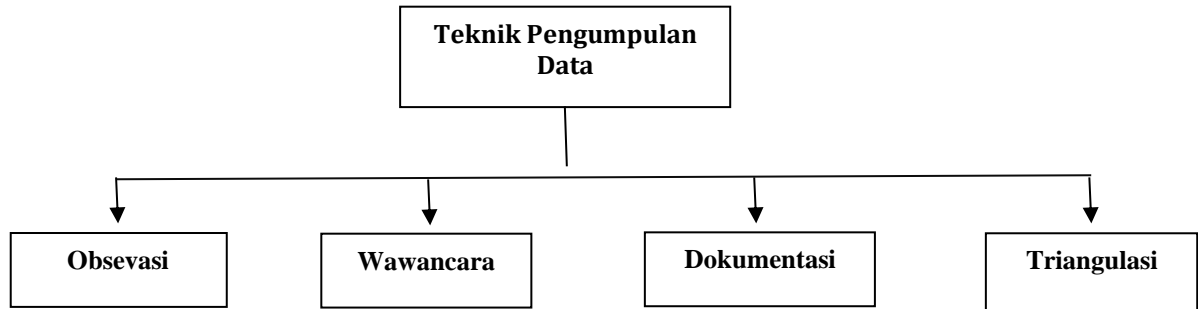 Teknik Pengumpulan
Data
Obsevasi
Wawancara
Dokumentasi
Triangulasi